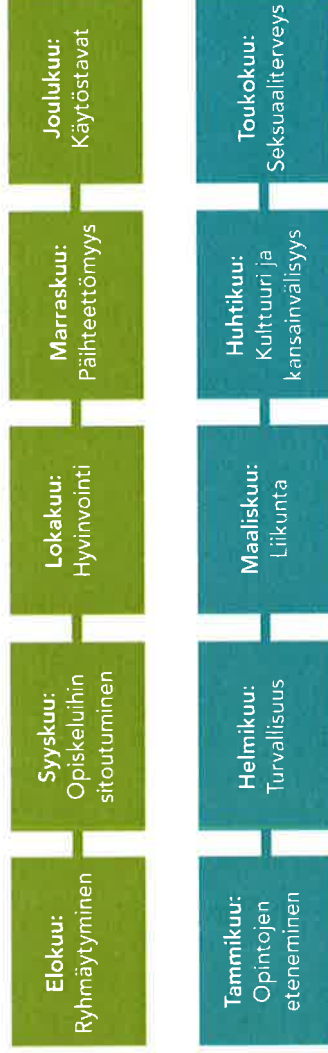 Elokuu:
Ryhmäytyminen
Syyskuu:
Opiskeluihin
sitoutuminen
Lokakuu:
Hyvinvointi
Marraskuu:
Päihteettömyys
Joulukuu:
Käytöstavat
Tammikuu:
Opintojen
eteneminen
Helmikuu:
Turvallisuus
Maaliskuu:
Liikunta
Huhtikuu:
Kulttuuri ja
kansainvälisyys
Toukokuu:
Seksuaaliterveys